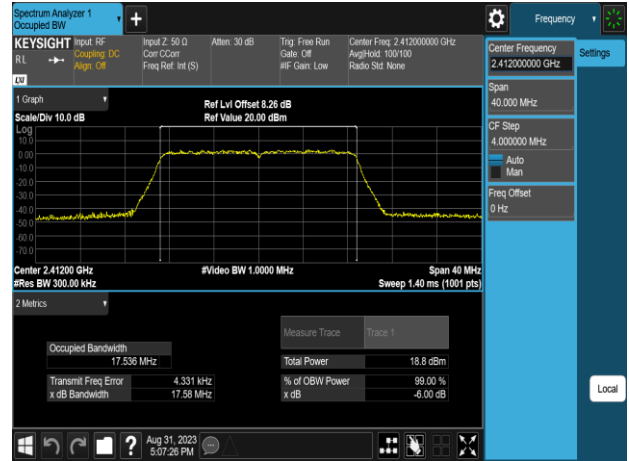 Spectrum Analyzer 1
Occupied BW
Frequency
KEYSIGHT
Input: RF
Input Z: 50 Ω
Atten: 30 dB
Trig: Free Run
Center Freq: 2.412000000 GHz
RL
Coupling: DC
Corr CCorr
Gate: Off
Avg|Hold: 100/100
Align: Off
Freq Ref: Int (S)
#IF Gain: Low
Radio Std: None
LXI
Center Frequency
2.412000000 GHz
Settings
Span
40.000 MHz
CF Step
4.000000 MHz
Auto
Man
Freq Offset
0 Hz
Local
1 Graph
Ref Lvl Offset 8.26 dB
Scale/Div 10.0 dB
Ref Value 20.00 dBm
Log
10.0
0.00
-10.0
-20.0
-30.0
-40.0
-50.0
-60.0
-70.0
Center 2.41200 GHz
#Video BW 1.0000 MHz
Span 40 MHz
#Res BW 300.00 kHz
Sweep 1.40 ms (1001 pts)
2 Metrics
Measure Trace
Trace 1
Occupied Bandwidth
17.536 MHz
Total Power
18.8 dBm
Transmit Freq Error
4.331 kHz
% of OBW Power
99.00 %
x dB Bandwidth
17.58 MHz
x dB
-6.00 dB
?
Aug 31, 2023
5:07:26 PM